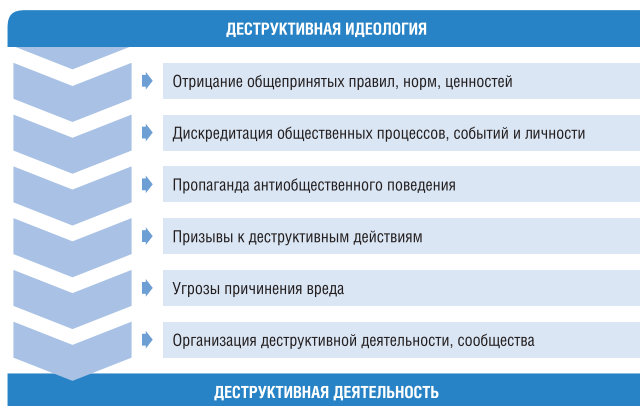 ДЕСТРУКТИВНАЯ ИДЕОЛОГИЯ
Отрицание общепринятых правил, норм, ценностей
Дискредитация общественных процессов, событий и личности
Пропаганда антиобщественного поведения
Призывы к деструктивным действиям
Угрозы причинения вреда
Организация деструктивной деятельности, сообщества
ДЕСТРУКТИВНАЯ ДЕЯТЕЛЬНОСТЬ